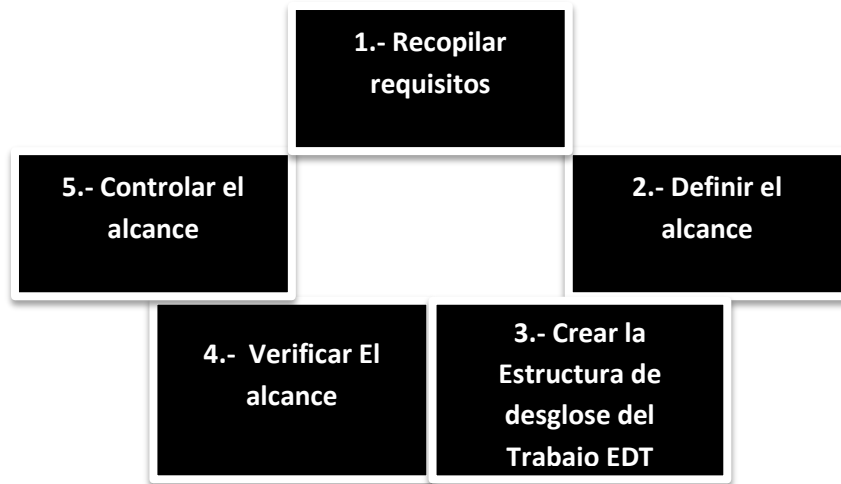 1.- Recopilar
requisitos
2.- Definir el
alcance
3.- Crear la
Estructura de
desglose del
Trabajo EDT
4.- Verificar El
alcance
5.- Controlar el
alcance